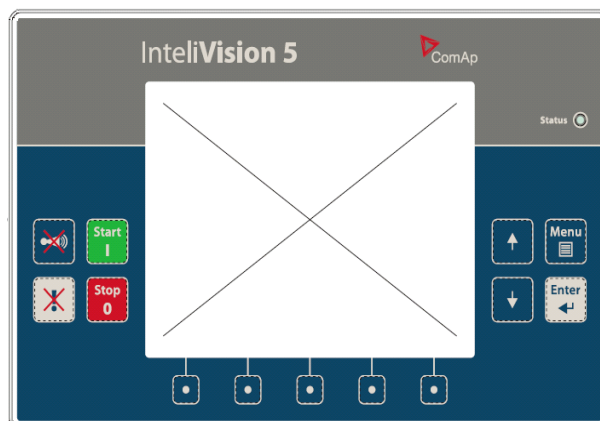 InteliVision 5
ComAp
Status
Start
I
Menu
Stop
0
Enter